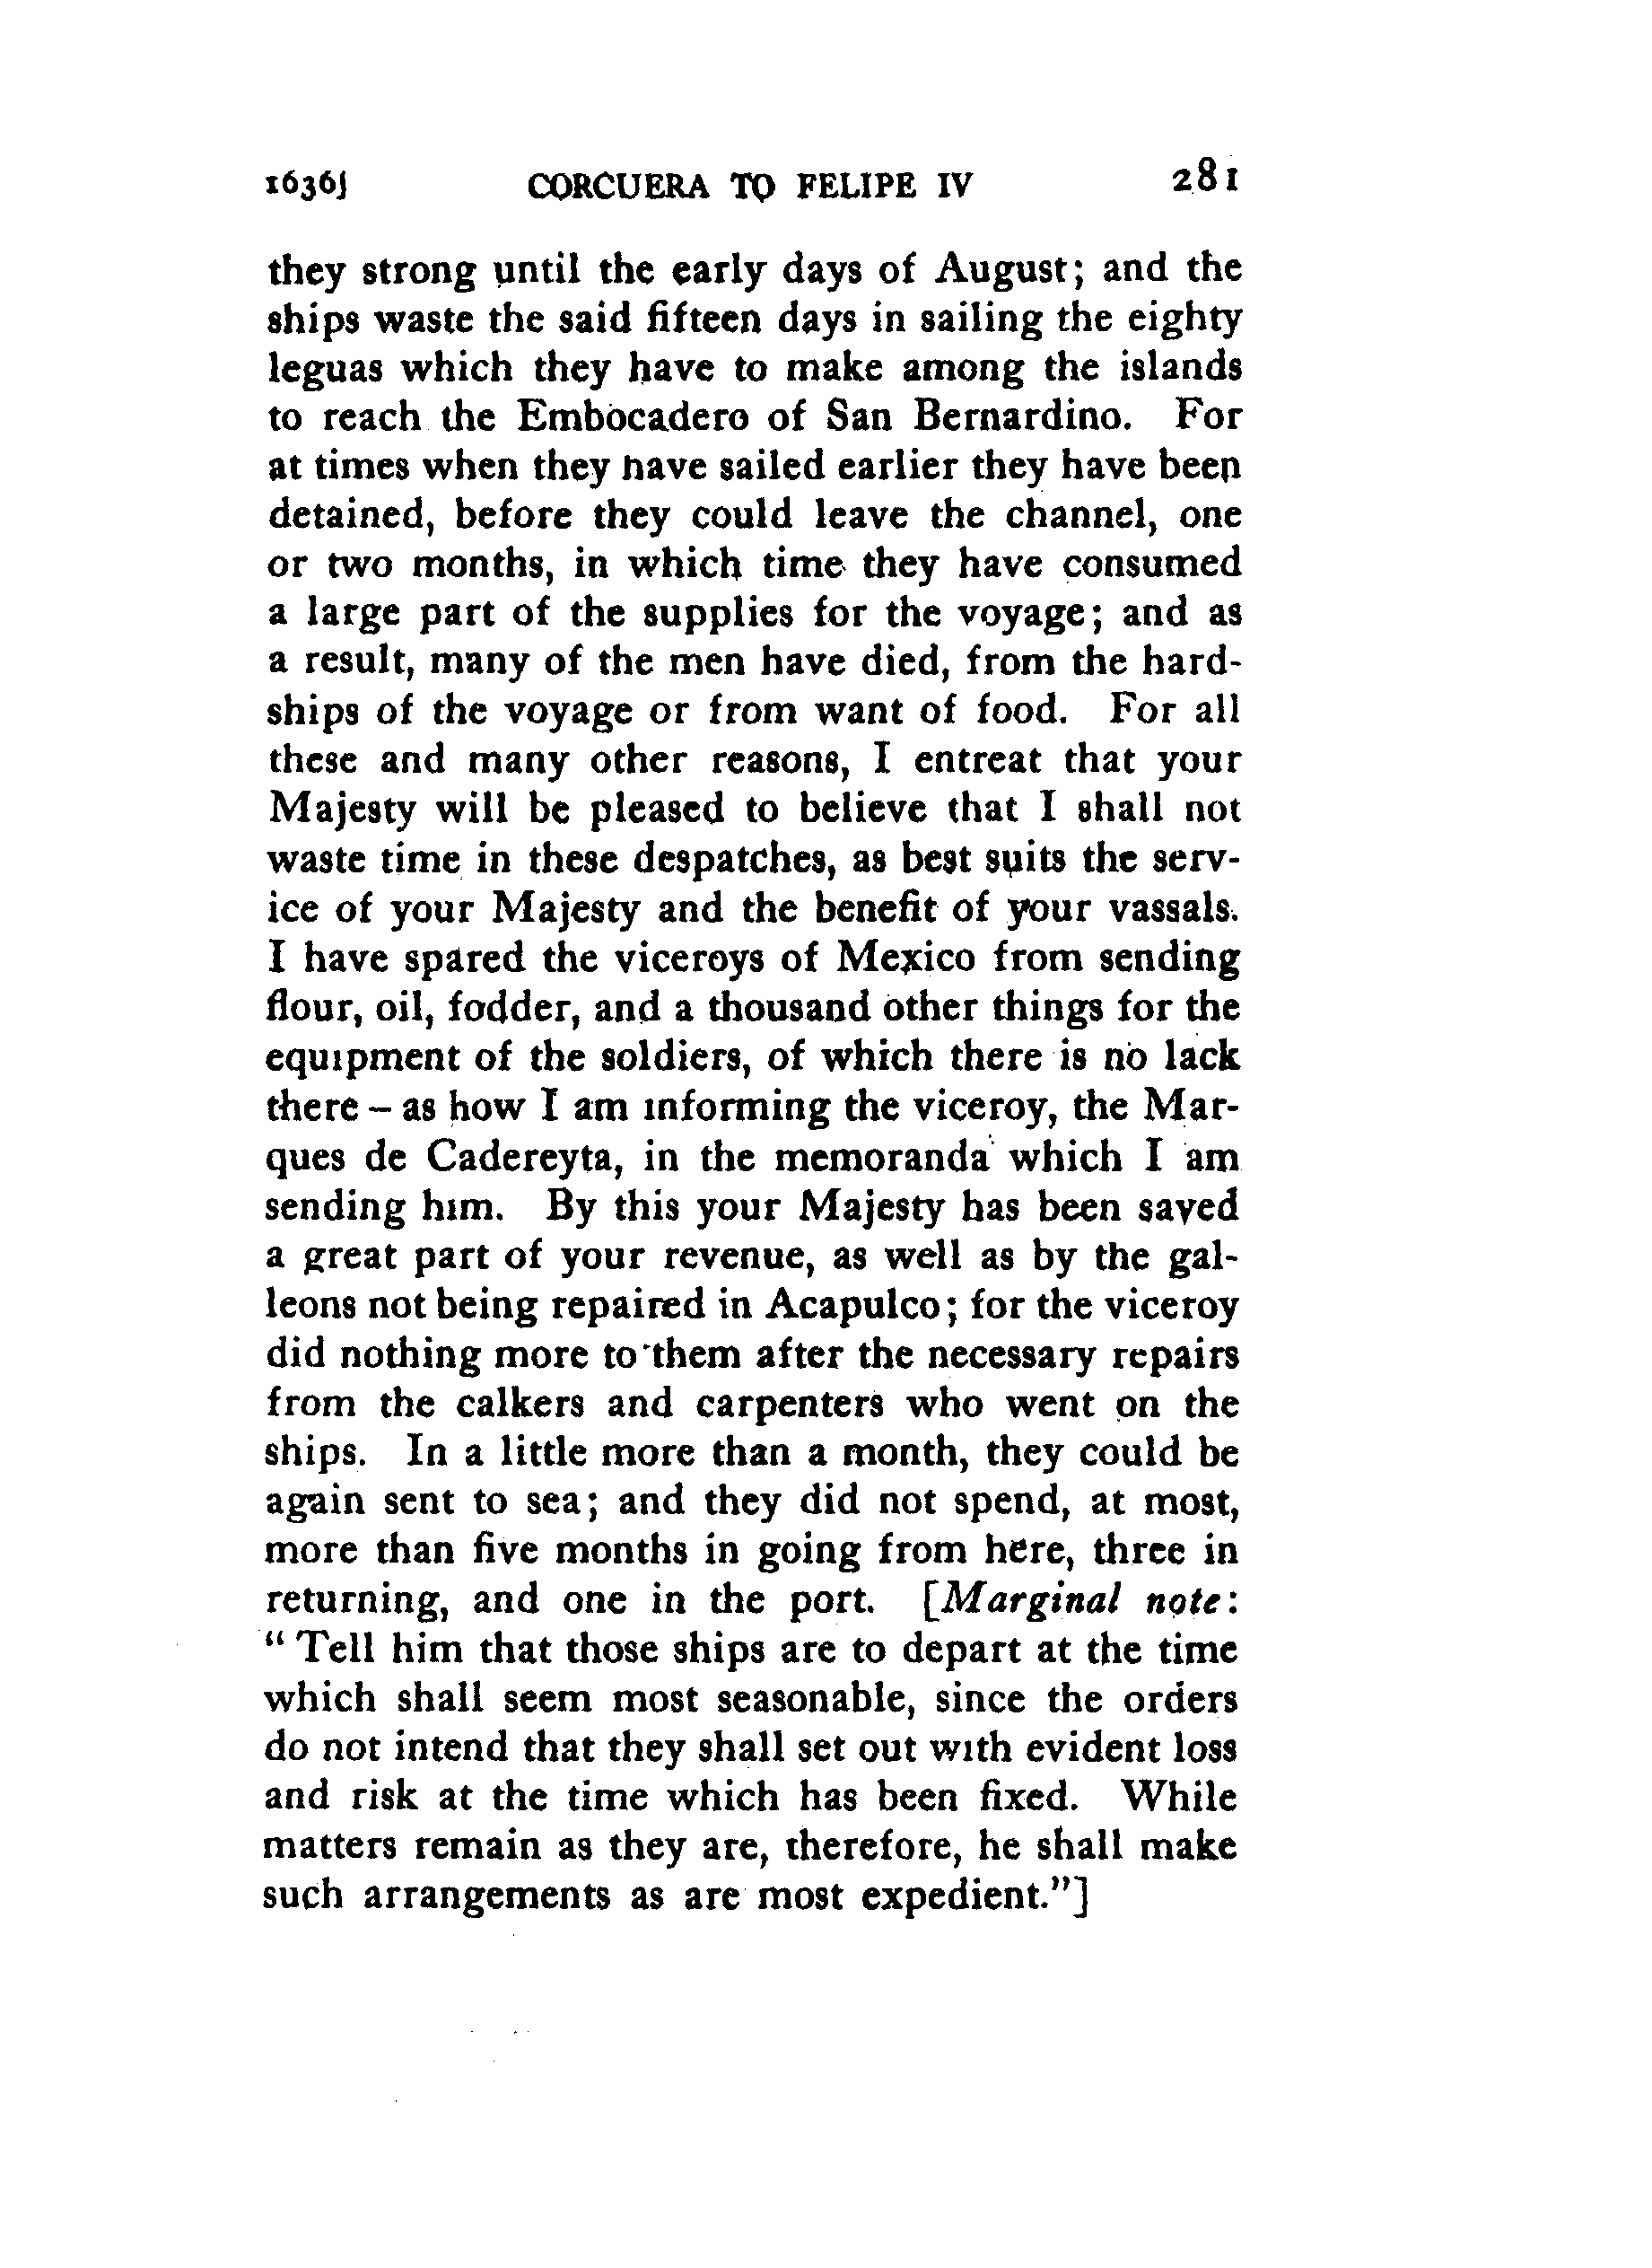 1636] CORCUERA TO FELIPE IV 281
they strong until the early days of August; and the
ships waste the said fifteen days in sailing the eighty
leguas which they have to make among the islands
to reach the Embocadero of San Bernardino. For
at times when they have sailed earlier they have been
detained, before they could leave the channel, one
or two months, in which time they have consumed
a large part of the supplies for the voyage; and as
a result, many of the men have died, from the hard-
ships of the voyage or from want of food. For all
these and many other reasons, I entreat that your
Majesty will be pleased to believe that I shall not
waste time in these despatches, as best suits the serv-
ice of your Majesty and the benefit of your vassals.
I have spared the viceroys of Mexico from sending
flour, oil, fodder, and a thousand other things for the
equipment of the soldiers, of which there is no lack
there – as how I am informing the viceroy, the Mar-
ques de Cadereyta, in the memoranda which I am
sending him. By this your Majesty has been saved
a great part of your revenue, as well as by the gal-
leons not being repaired in Acapulco; for the viceroy
did nothing more to them after the necessary repairs
from the calkers and carpenters who went on the
ships. In a little more than a month, they could be
again sent to sea; and they did not spend, at most,
more than five months in going from here, three in
returning, and one in the port. [Marginal note:
“ Tell him that those ships are to depart at the time
which shall seem most seasonable, since the orders
do not intend that they shall set out with evident loss
and risk at the time which has been fixed. While
matters remain as they are, therefore, he shall make
such arrangements as are most expedient.”]